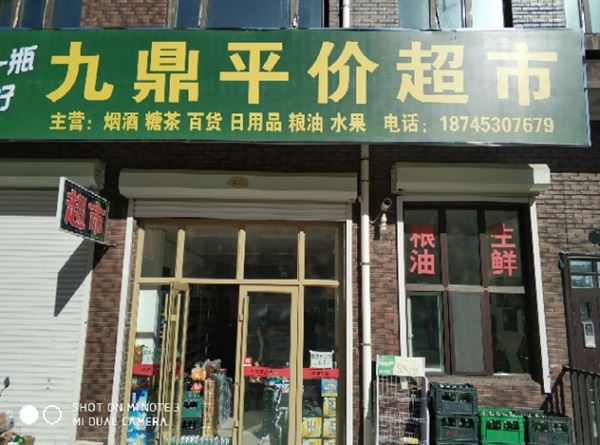 一瓶
好
九鼎平价超市
主营：烟酒 糖茶 百货 日用品 粮油 水果 电话：18745307679
超市
粮油
生鲜
SHOT ON MI NOTE 3
MI DUAL CAMERA